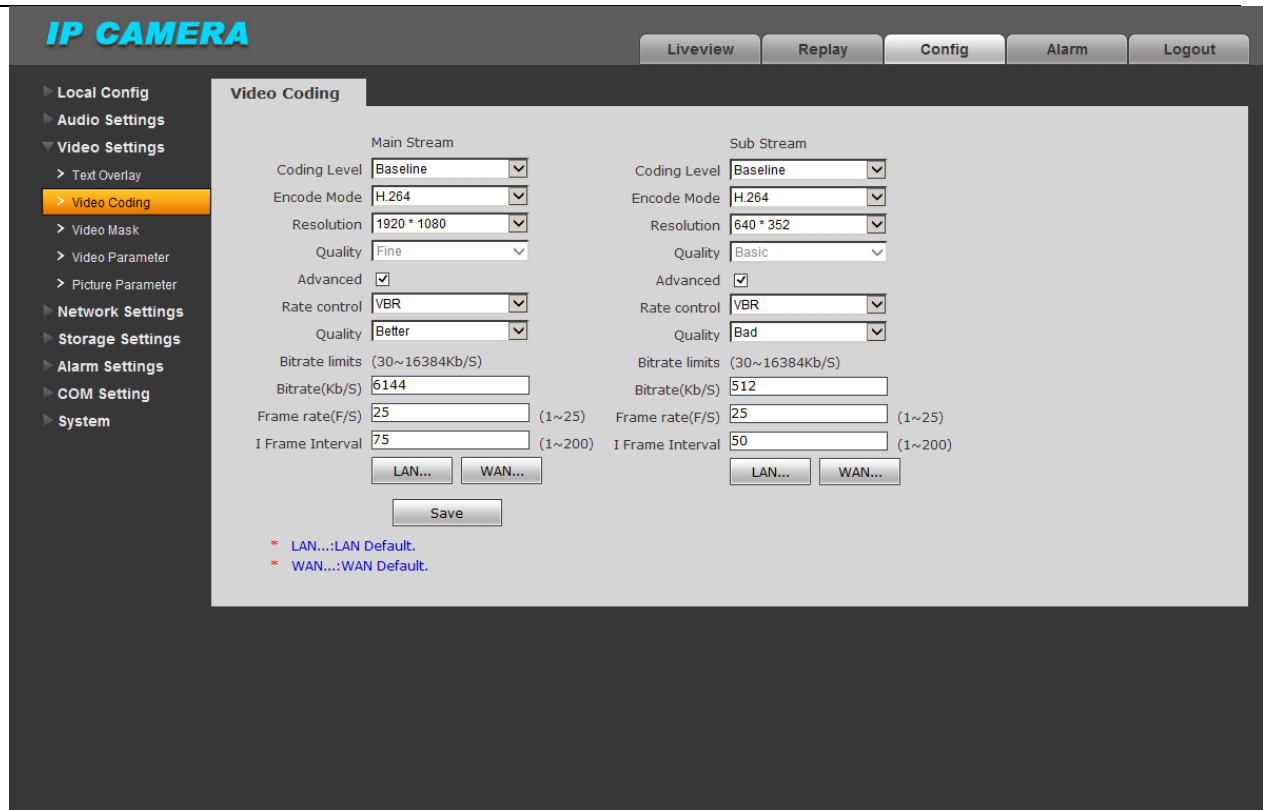 IP CAMERA
Liveview Replay Config Alarm Logout
Local Config
Audio Settings
Video Settings
> Text Overlay
> Video Coding
> Video Mask
> Video Parameter
> Picture Parameter
Network Settings
Storage Settings
Alarm Settings
COM Setting
System
Video Coding
Main Stream
Coding Level Baseline
Encode Mode H.264
Resolution 1920 * 1080
Quality Fine
Advanced
Rate control VBR
Quality Better
Bitrate limits (30~16384Kb/S)
Bitrate(Kb/S) 6144
Frame rate(F/S) 25 (1~25)
I Frame Interval 75 (1~200)
LAN... WAN...
Sub Stream
Coding Level Baseline
Encode Mode H.264
Resolution 640 * 352
Quality Basic
Advanced
Rate control VBR
Quality Bad
Bitrate limits (30~16384Kb/S)
Bitrate(Kb/S) 512
Frame rate(F/S) 25 (1~25)
I Frame Interval 50 (1~200)
LAN... WAN...
Save
* LAN...:LAN Default.
* WAN...:WAN Default.